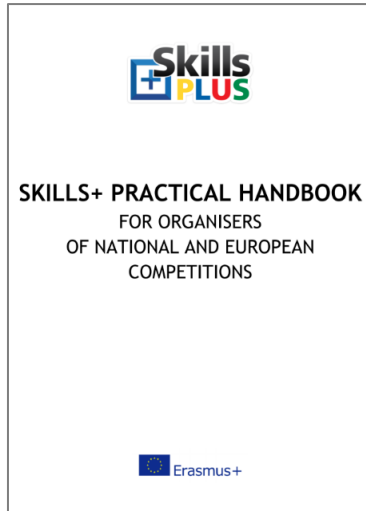 Skills
PLUS
SKILLS+ PRACTICAL HANDBOOK
FOR ORGANISERS
OF NATIONAL AND EUROPEAN
COMPETITIONS
Erasmus+